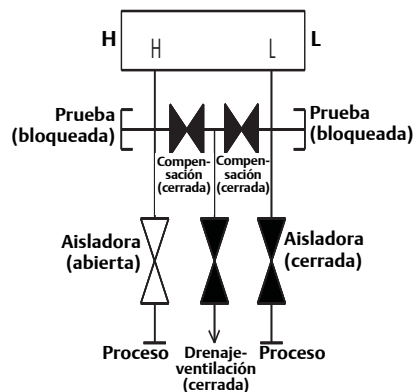 H
H
L
L
Prueba
(bloqueada)
Prueba
(bloqueada)
Compen-
sación
(cerrada)
Compen-
sación
(cerrada)
Aisladora
(abierta)
Aisladora
(cerrada)
Proceso
Drenaje-
ventilación
(cerrada)
Proceso